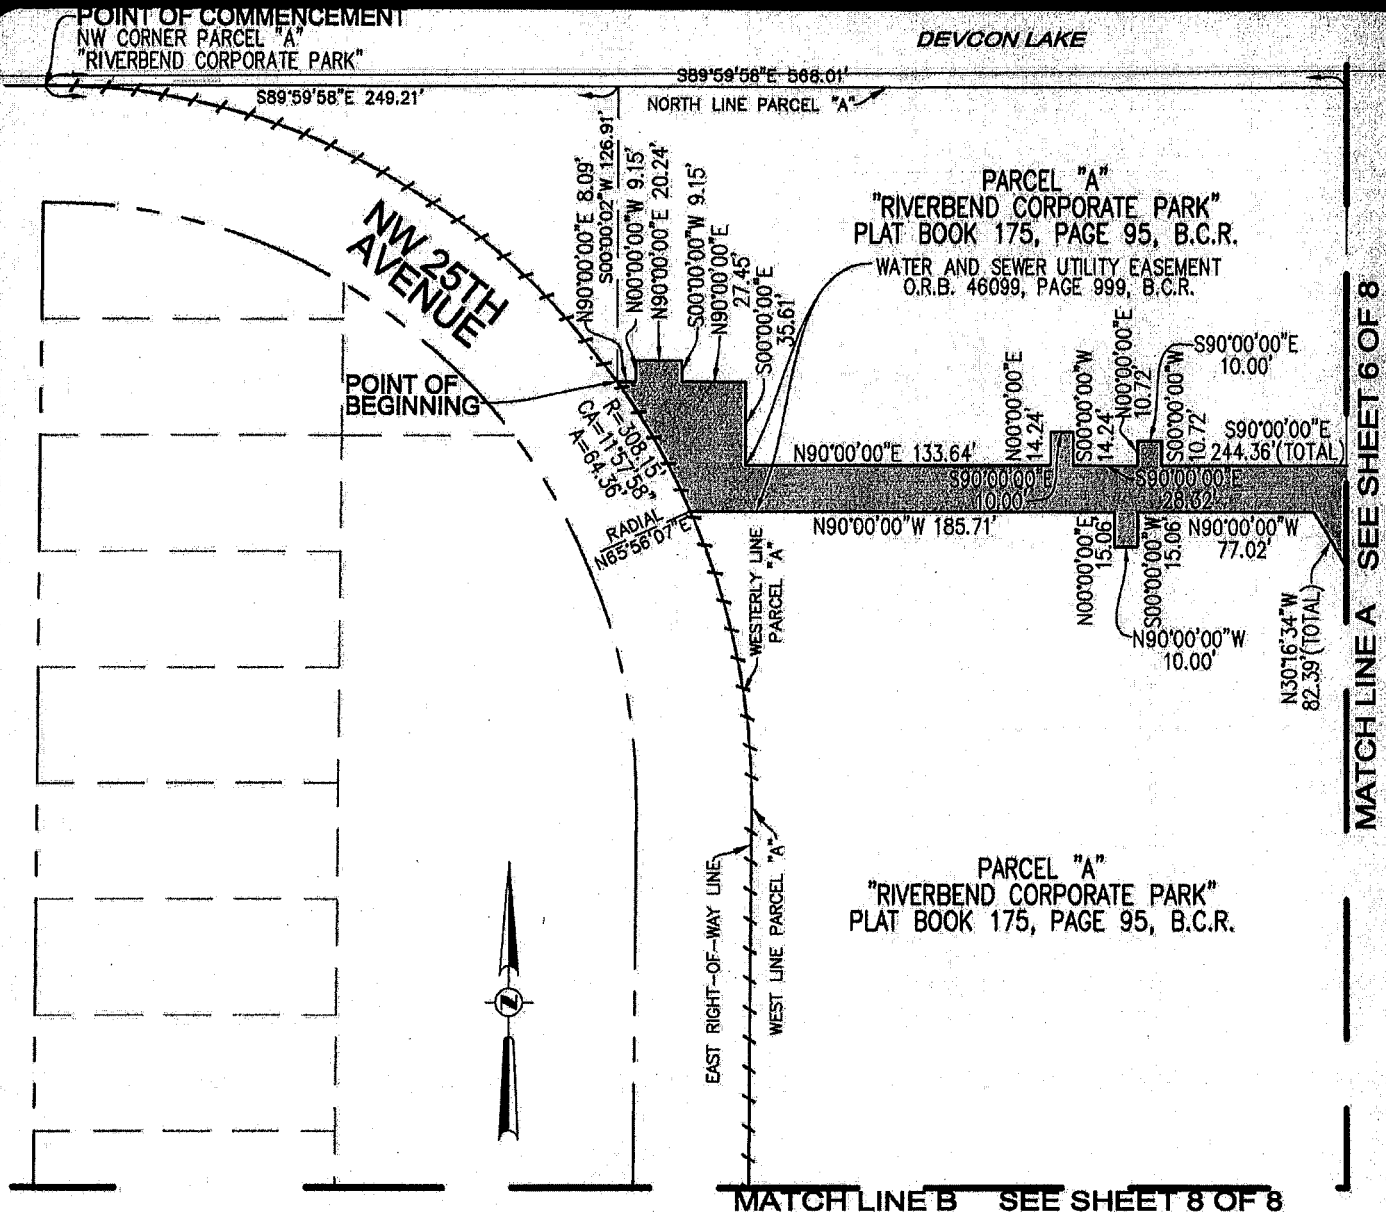 POINT OF COMMENCEMENT
NW CORNER PARCEL "A"
"RIVERBEND CORPORATE PARK"
DEVCON LAKE
S89°59'58"E 568.01'
S89°59'58"E 249.21'
NORTH LINE PARCEL "A"
N90°00'00"E 8.09'
S00°00'02"W 126.91'
N00°00'00"W 9.15'
N90°00'00"E 20.24'
S00°00'00"W 9.15'
N90°00'00"E
27.45'
S00°00'00"E
35.61'
PARCEL "A"
"RIVERBEND CORPORATE PARK"
PLAT BOOK 175, PAGE 95, B.C.R.
WATER AND SEWER UTILITY EASEMENT
O.R.B. 46099, PAGE 999, B.C.R.
NW 25TH
AVENUE
POINT OF
BEGINNING
R=308.15'
CA=11°57'58"
A=64.36'
RADIAL
N65°56'07"E
N90°00'00"E 133.64'
N00°00'00"E
14.24'
S00°00'00"W
14.24'
N00°00'00"E
10.72'
S00°00'00"W
10.72'
S90°00'00"E
10.00'
S90°00'00"E
244.36'(TOTAL)
S90°00'00"E
10.00'
S90°00'00"E
28.32'
N90°00'00"W 185.71'
N00°00'00"E
15.06'
S00°00'00"W
15.06'
N90°00'00"W
77.02'
N90°00'00"W
10.00'
N30°16'34"W
82.39'(TOTAL)
WESTERLY LINE
PARCEL "A"
MATCH LINE A SEE SHEET 6 OF 8
PARCEL "A"
"RIVERBEND CORPORATE PARK"
PLAT BOOK 175, PAGE 95, B.C.R.
EAST RIGHT-OF-WAY LINE
WEST LINE PARCEL "A"
Z
MATCH LINE B SEE SHEET 8 OF 8